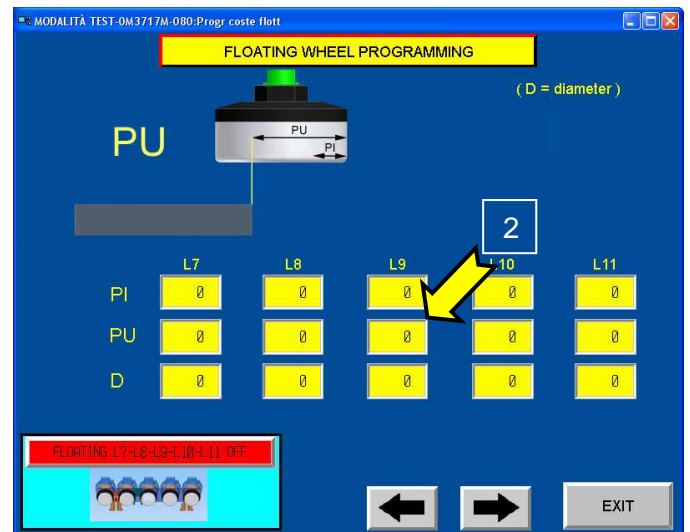 MODALITÀ TEST-0M3717M-080:Progr coste flott
FLOATING WHEEL PROGRAMMING
( D = diameter )
PU
PU
PI
2
L7 L8 L9 L10 L11
PI 0 0 0 0 0
PU 0 0 0 0 0
D 0 0 0 0 0
FLOATING L7-L8-L9-L10-L11 OFF
EXIT